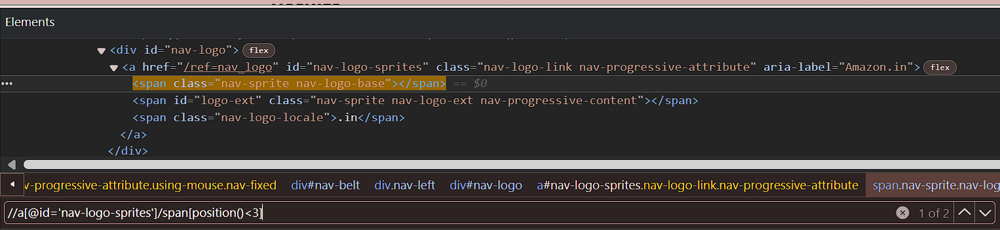 Elements
<div id="nav-logo"> flex
<a href="/ref=nav_logo" id="nav-logo-sprites" class="nav-logo-link nav-progressive-attribute" aria-label="Amazon.in"> flex
... <span class="nav-sprite nav-logo-base"></span> == $0
<span id="logo-ext" class="nav-sprite nav-logo-ext nav-progressive-content"></span>
<span class="nav-logo-locale">.in</span>
</a>
</div>
v-progressive-attribute.using-mouse.nav-fixed div#nav-belt div.nav-left div#nav-logo a#nav-logo-sprites.nav-logo-link.nav-progressive-attribute span.nav-sprite.nav-log
//a[@id='nav-logo-sprites']/span[position()<3] 1 of 2